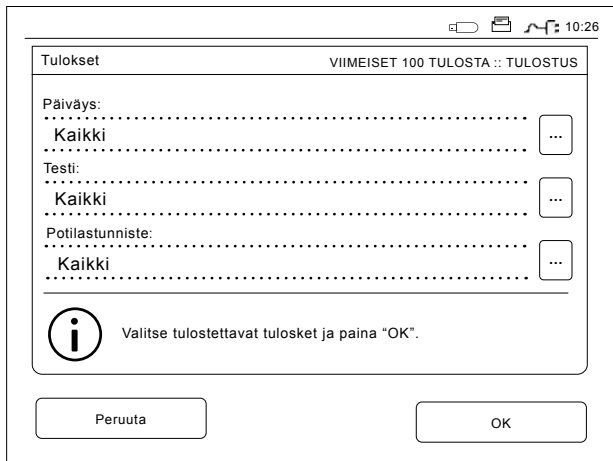 10:26
Tulokset VIIMEISET 100 TULOSTA :: TULOSTUS
Päiväys:
Kaikki
...
Testi:
Kaikki
...
Potilastunniste:
Kaikki
...
i
Valitse tulostettavat tulosket ja paina “OK”.
Peruuta OK